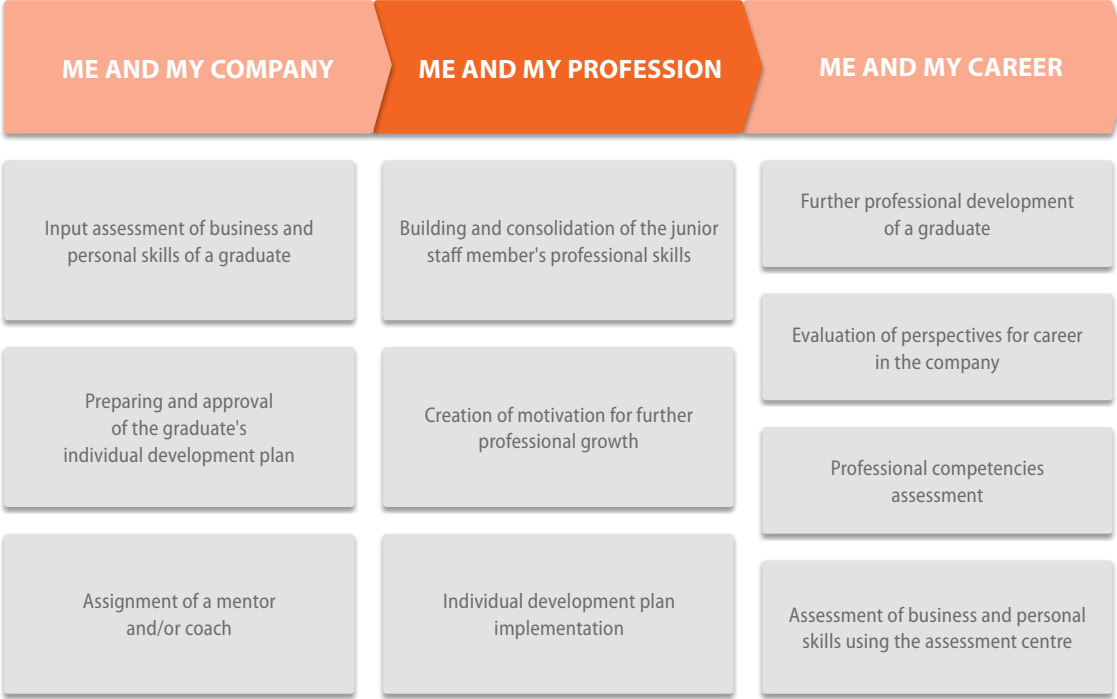 ME AND MY COMPANY
ME AND MY PROFESSION
ME AND MY CAREER
Input assessment of business and
personal skills of a graduate
Preparing and approval
of the graduate's
individual development plan
Assignment of a mentor
and/or coach
Building and consolidation of the junior
staff member's professional skills
Creation of motivation for further
professional growth
Individual development plan
implementation
Further professional development
of a graduate
Evaluation of perspectives for career
in the company
Professional competencies
assessment
Assessment of business and personal
skills using the assessment centre